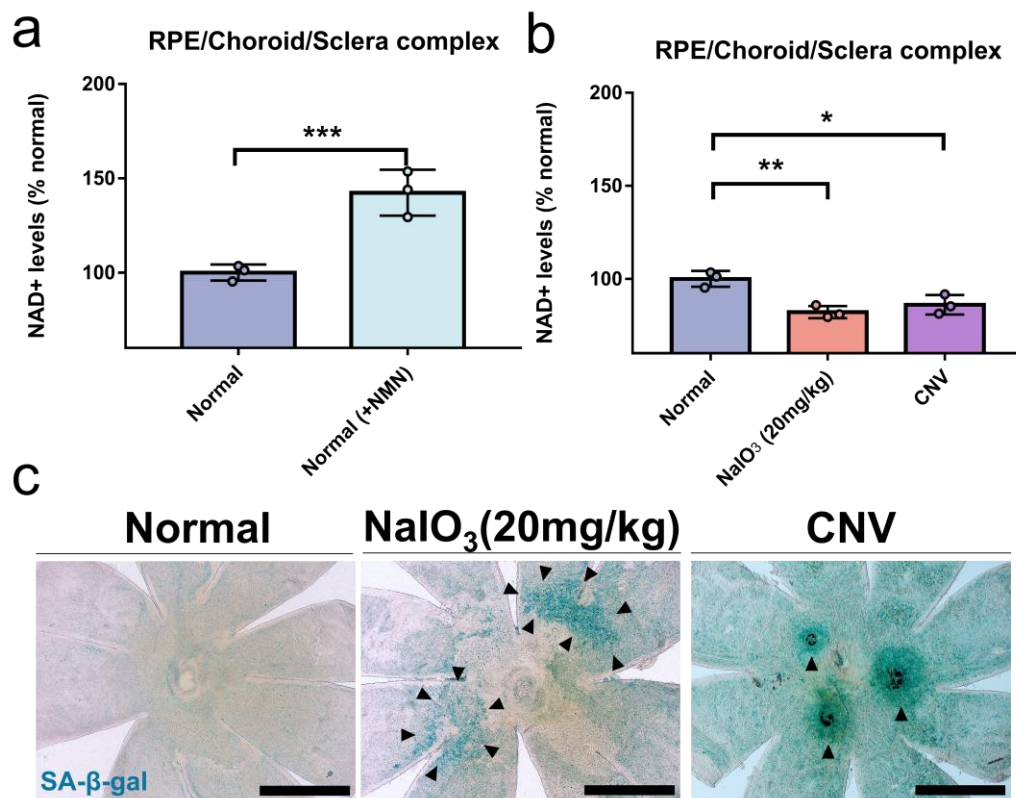 a
RPE/Choroid/Sclera complex
NAD+ levels (% normal)
200
150
100
***
Normal
Normal (+NMN)
b
RPE/Choroid/Sclera complex
NAD+ levels (% normal)
200
150
100
*
**
Normal
NaIO3 (20mg/kg)
CNV
c
Normal
NaIO₃(20mg/kg)
CNV
SA-β-gal